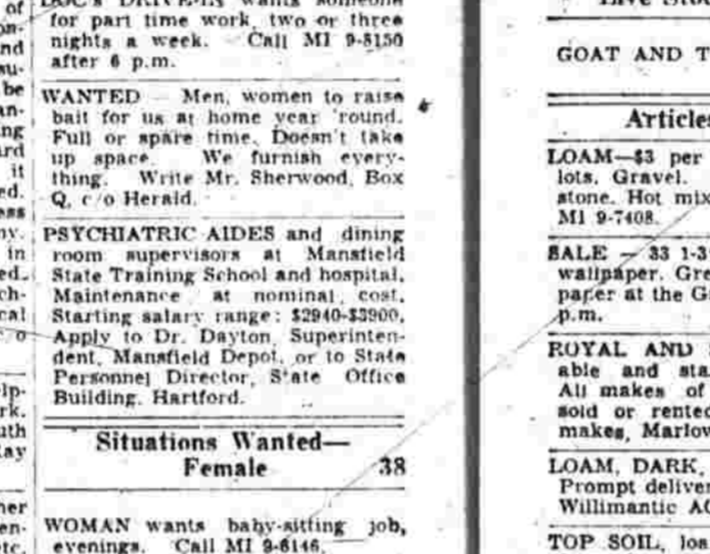 DOC'S DRIVE-IN wants someone
for part time work, two or three
nights a week. Call MI 9-8150
after 6 p.m.
WANTED — Men, women to raise
bait for us at home year 'round.
Full or spare time. Doesn't take
up space. We furnish every-
thing. Write Mr. Sherwood, Box
Q, c/o Herald.
PSYCHIATRIC AIDES and dining
room supervisors at Mansfield
State Training School and hospital.
Maintenance at nominal cost.
Starting salary range: $2940-$3900.
Apply to Dr. Dayton, Superinten-
dent, Mansfield Depot, or to State
Personnel Director, State Office
Building, Hartford.
Situations Wanted—
Female 38
WOMAN wants baby-sitting job,
evenings. Call MI 9-6146.
GOAT AND T
Articles
LOAM—$3 per
lots. Gravel.
stone. Hot mix
MI 9-7408.
SALE — 33 1-3
wallpaper. Gre
paper at the G
p.m.
ROYAL AND
able and sta
All makes of
sold or rented
makes, Marlow
LOAM, DARK,
Prompt deliver
Willimantic AC
TOP SOIL, loa